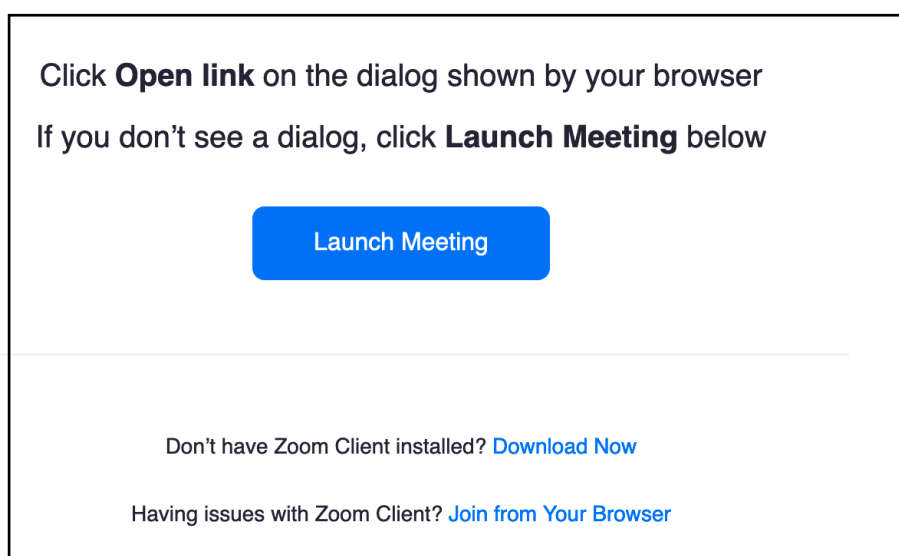 Click Open link on the dialog shown by your browser
If you don’t see a dialog, click Launch Meeting below
Launch Meeting
Don’t have Zoom Client installed? Download Now
Having issues with Zoom Client? Join from Your Browser